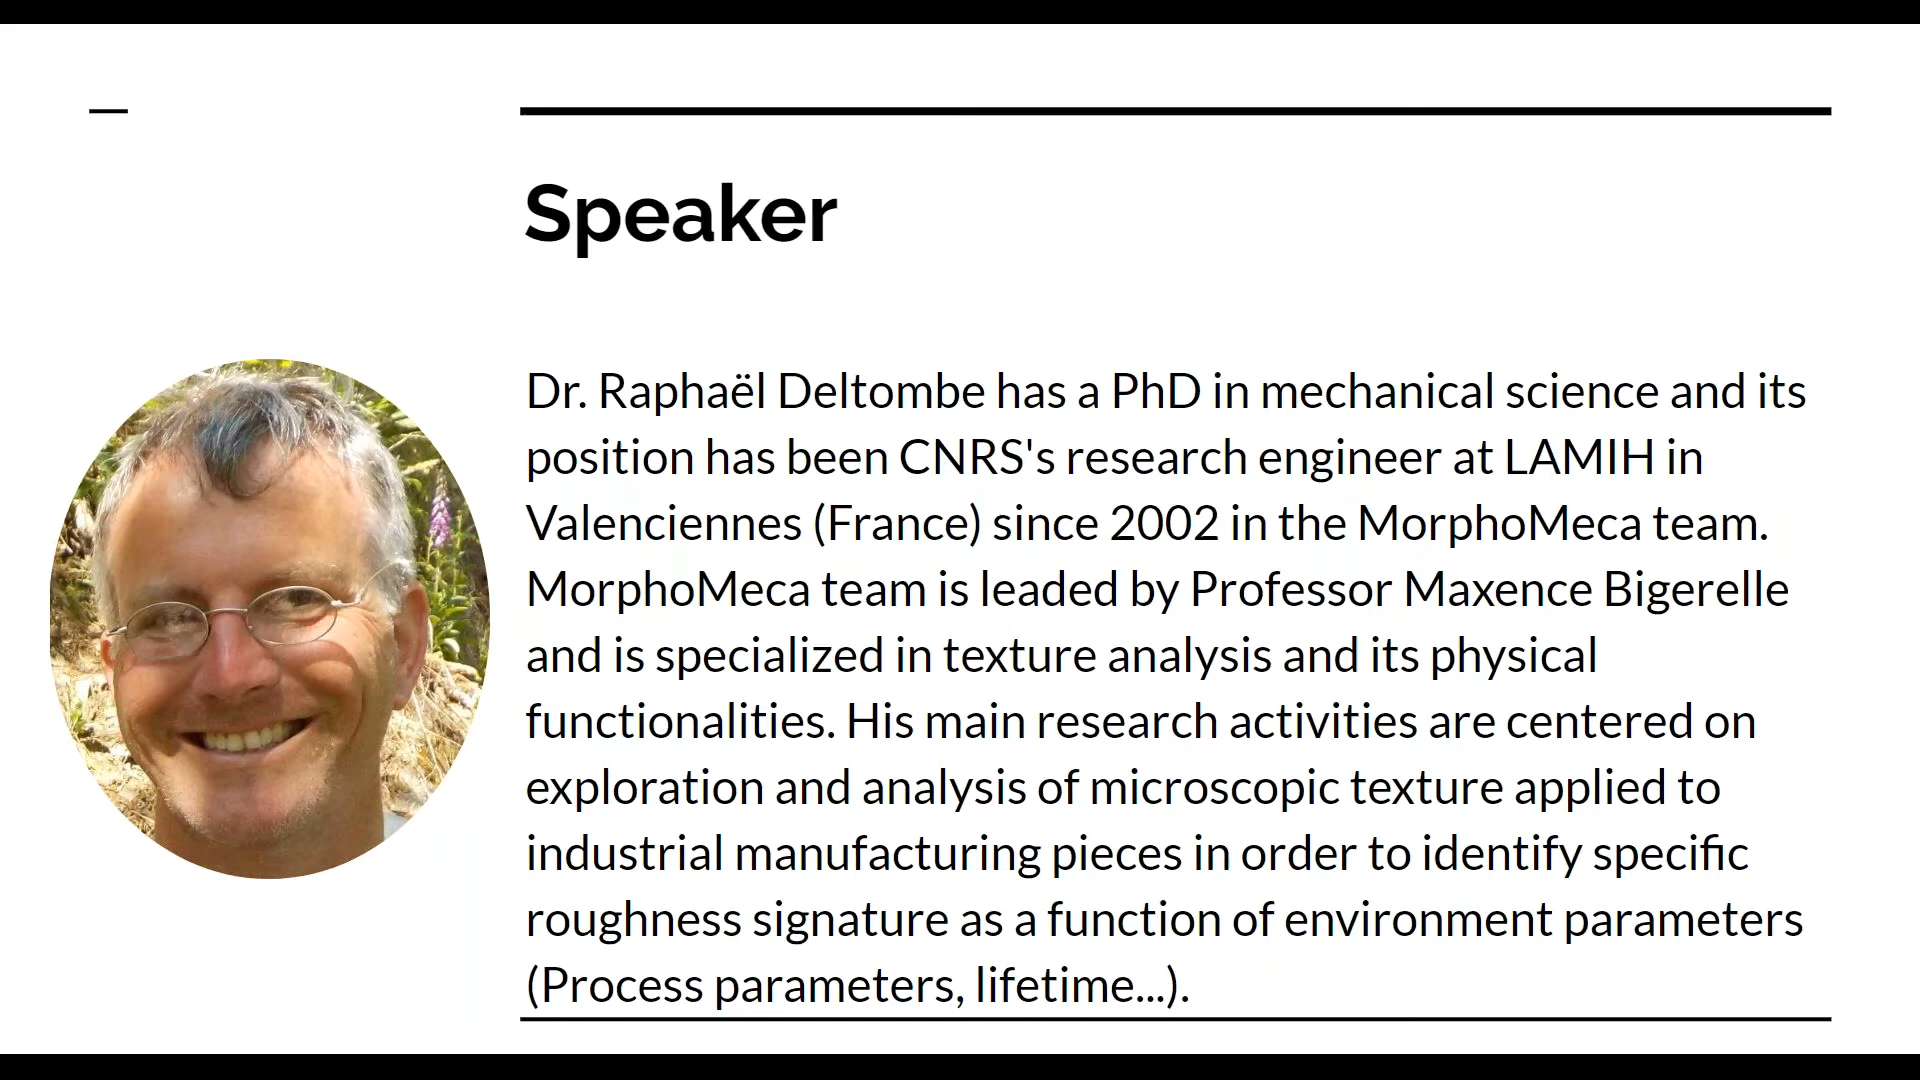 Speaker
Dr. Raphaël Deltombe has a PhD in mechanical science and its
position has been CNRS's research engineer at LAMIH in
Valenciennes (France) since 2002 in the MorphoMeca team.
MorphoMeca team is leaded by Professor Maxence Bigerelle
and is specialized in texture analysis and its physical
functionalities. His main research activities are centered on
exploration and analysis of microscopic texture applied to
industrial manufacturing pieces in order to identify specific
roughness signature as a function of environment parameters
(Process parameters, lifetime...).